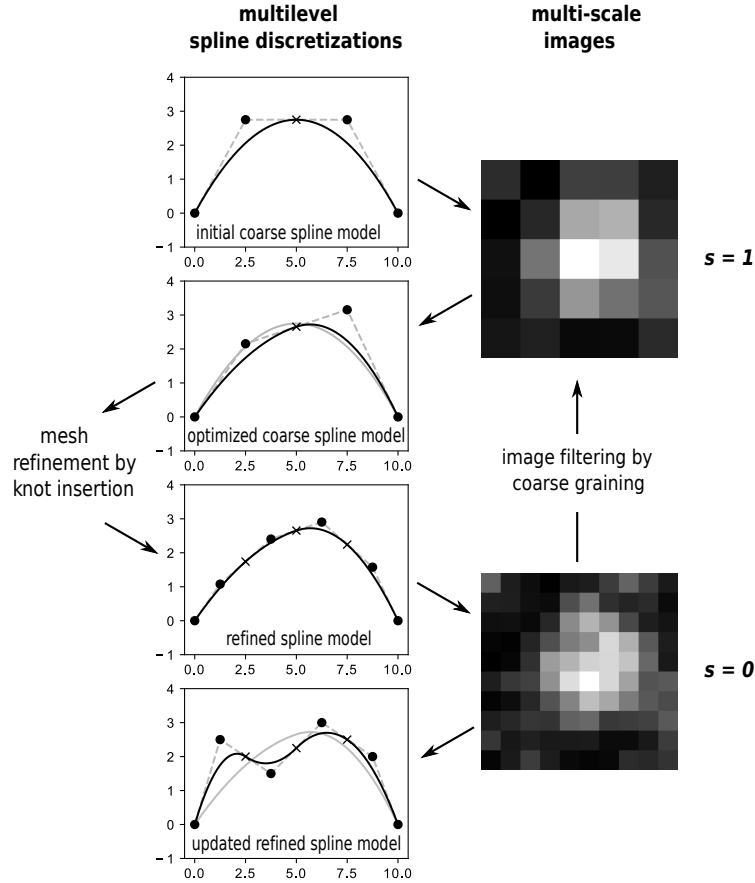 multilevel
spline discretizations
multi-scale
images
4
3
2
1
0
−1
initial coarse spline model
0.0 2.5 5.0 7.5 10.0
s = 1
4
3
2
1
0
−1
optimized coarse spline model
0.0 2.5 5.0 7.5 10.0
mesh
refinement by
knot insertion
image filtering by
coarse graining
4
3
2
1
0
−1
refined spline model
0.0 2.5 5.0 7.5 10.0
s = 0
4
3
2
1
0
−1
updated refined spline model
0.0 2.5 5.0 7.5 10.0